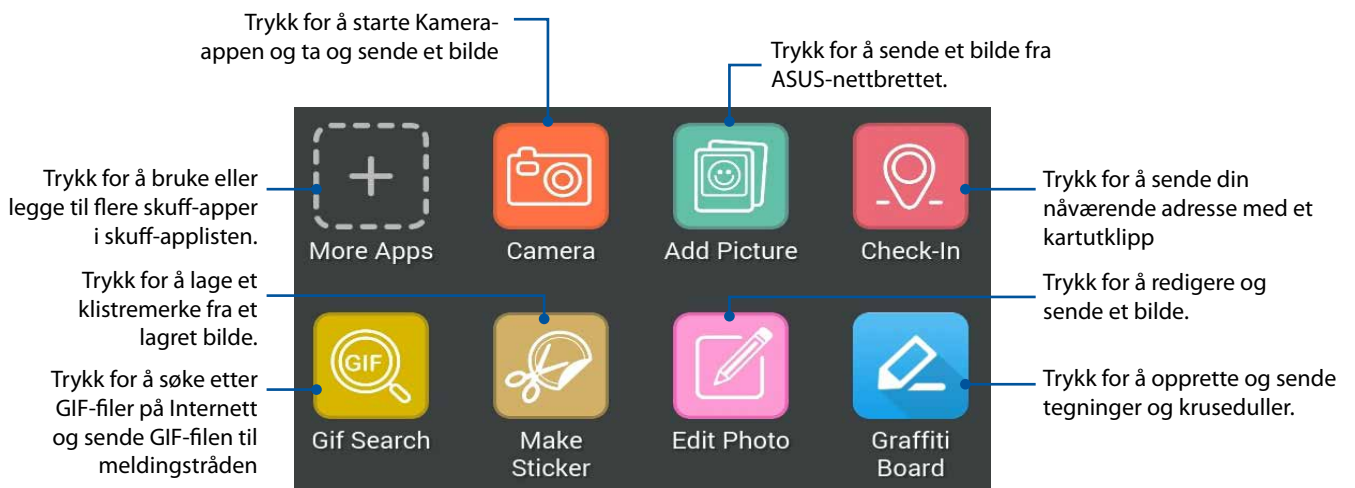 Trykk for å starte Kamera-
appen og ta og sende et bilde
Trykk for å sende et bilde fra
ASUS-nettbrettet.
Trykk for å bruke eller
legge til flere skuff-apper
i skuff-applisten.
More Apps
Camera
Add Picture
Check-In
Trykk for å sende din
nåværende adresse med et
kartutklipp
Trykk for å lage et
klistremerke fra et
lagret bilde.
Trykk for å redigere og
sende et bilde.
Trykk for å søke etter
GIF-filer på Internett
og sende GIF-filen til
meldingstråden
GIF
Gif Search
Make
Sticker
Edit Photo
Graffiti
Board
Trykk for å opprette og sende
tegninger og kruseduller.